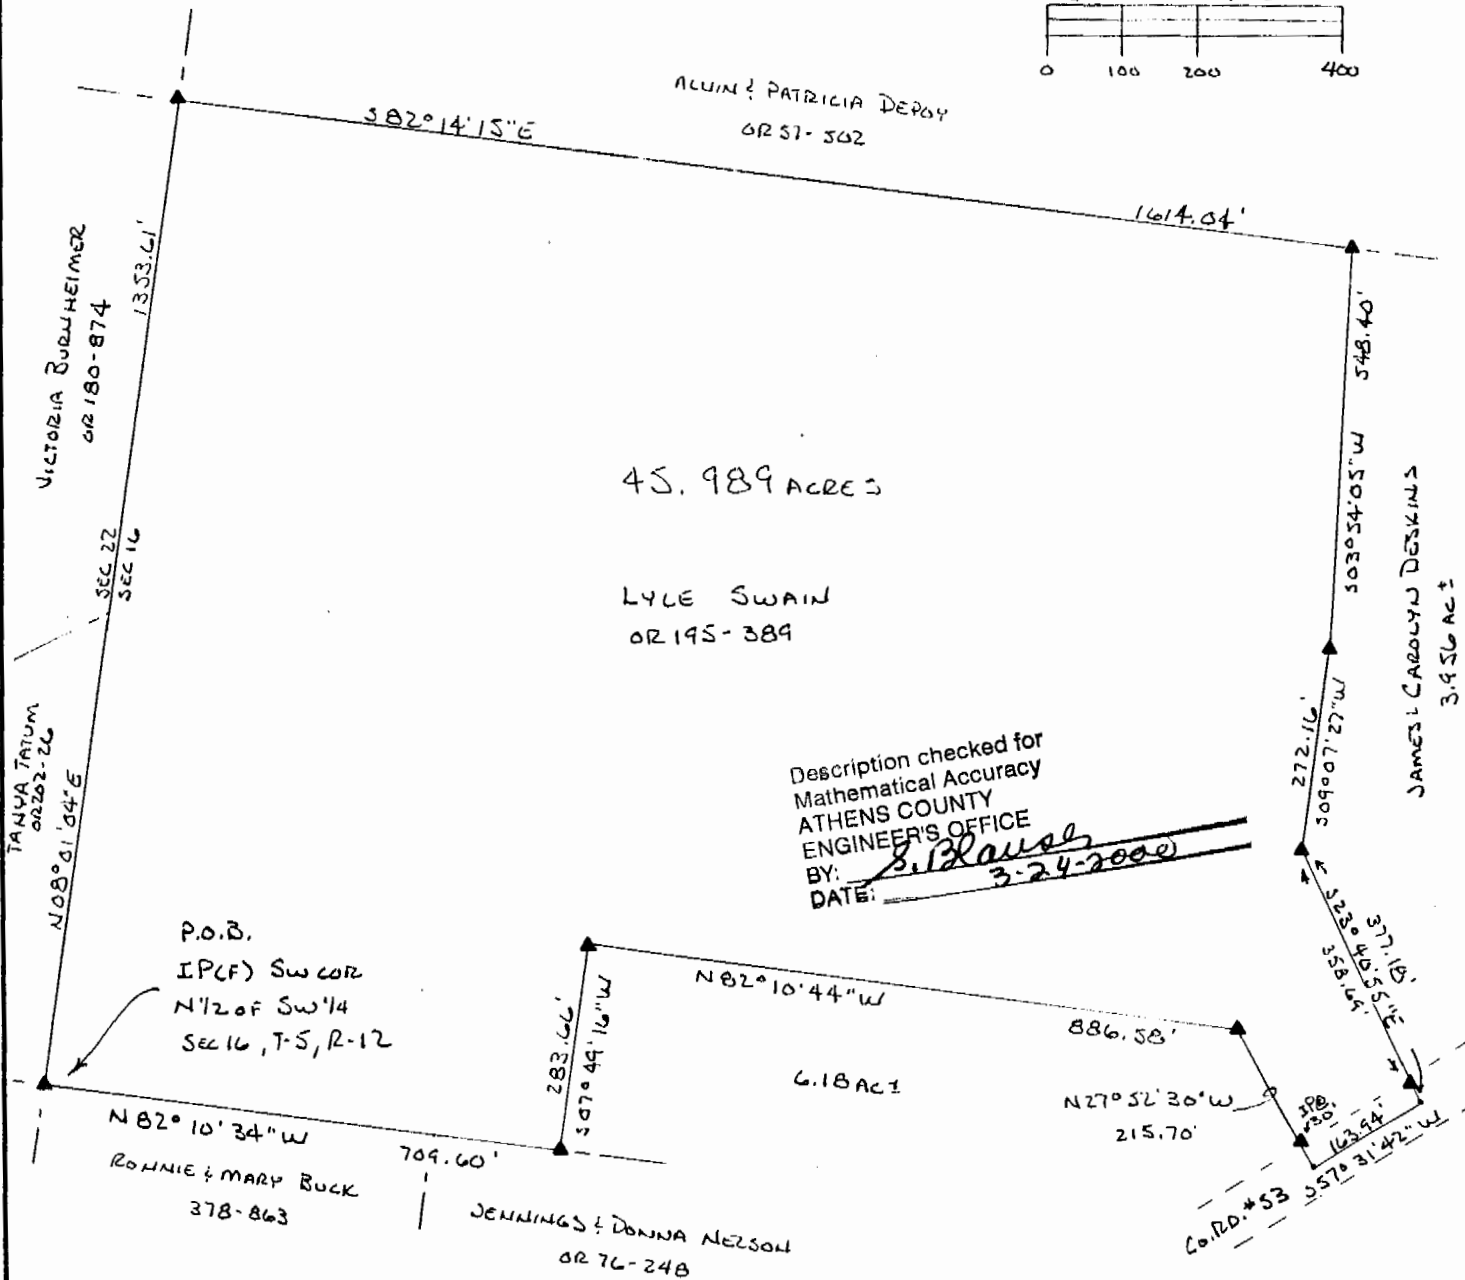 0 100 200 400
ALVIN & PATRICIA DEPOY
OR 57-502
S82°14'15"E
1614.04'
VICTORIA BURNHEIMER
OR 180-874
1353.61'
548.40'
S03°54'05"W
SEC 22
SEC 16
45.989 ACRES
LYLE SWAIN
OR 195-389
JAMES & CAROLYN DESKINS
3.956 AC±
272.16'
S09°07'27"W
TANYA TATUM
OR202-26
N08°01'04"E
Description checked for
Mathematical Accuracy
ATHENS COUNTY
ENGINEER'S OFFICE
BY: S. Blauser
DATE: 3-24-2000
377.18'
S23°40'55"E
358.69'
P.O.B.
IP(F) SW COR
N'1/2 OF SW'1/4
SEC 16, T-5, R-12
N82°10'44"W
886.58'
283.66'
S07°49'16"W
6.18 AC±
N27°52'30"W
215.70'
+30'
163.94'
S57°31'42"W
CO.RD.#53
N82°10'34"W
709.60'
RONNIE & MARY BUCK
378-863
JENNINGS & DONNA NELSON
OR 76-248